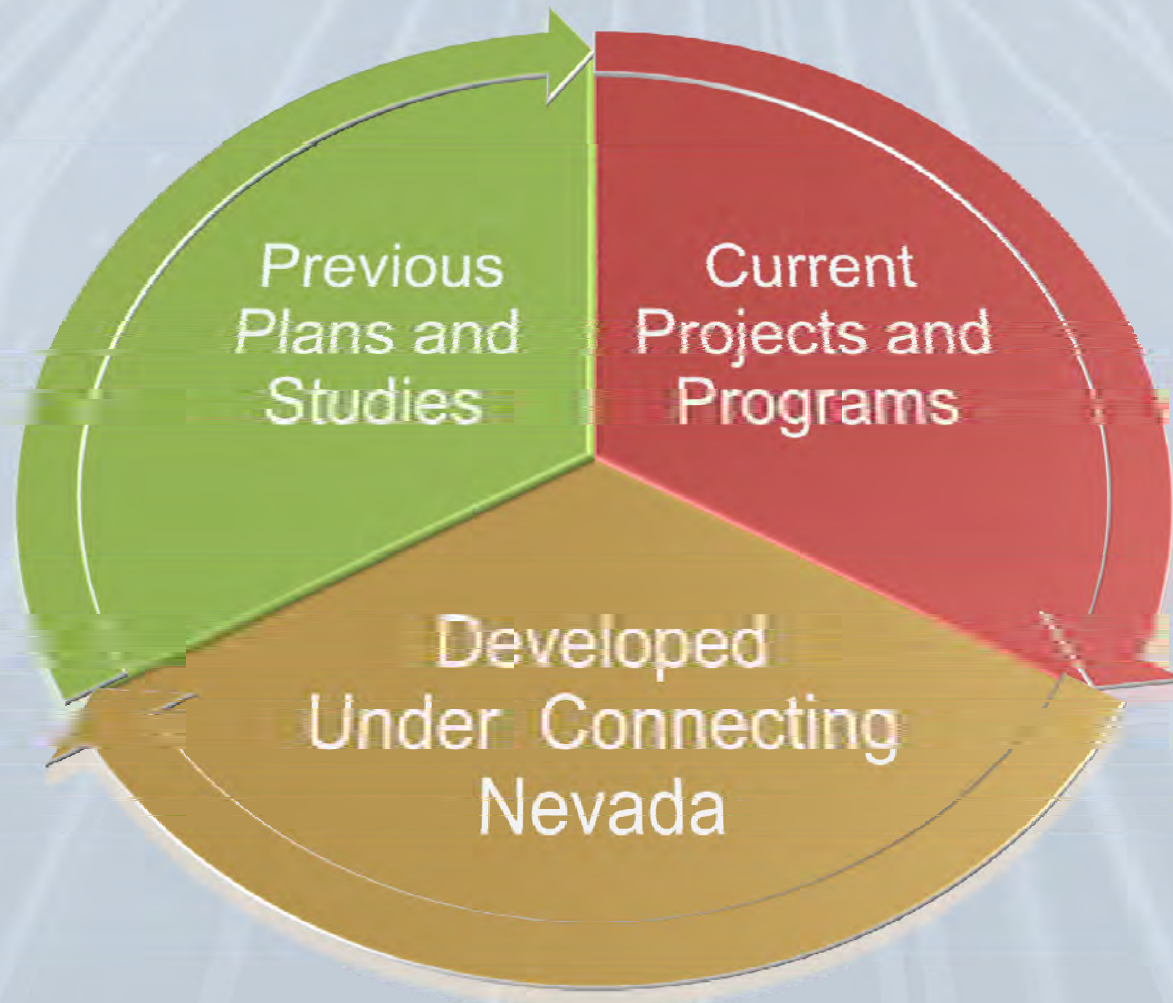 Previous
Plans and
Studies
Current
Projects and
Programs
Developed
Under Connecting
Nevada